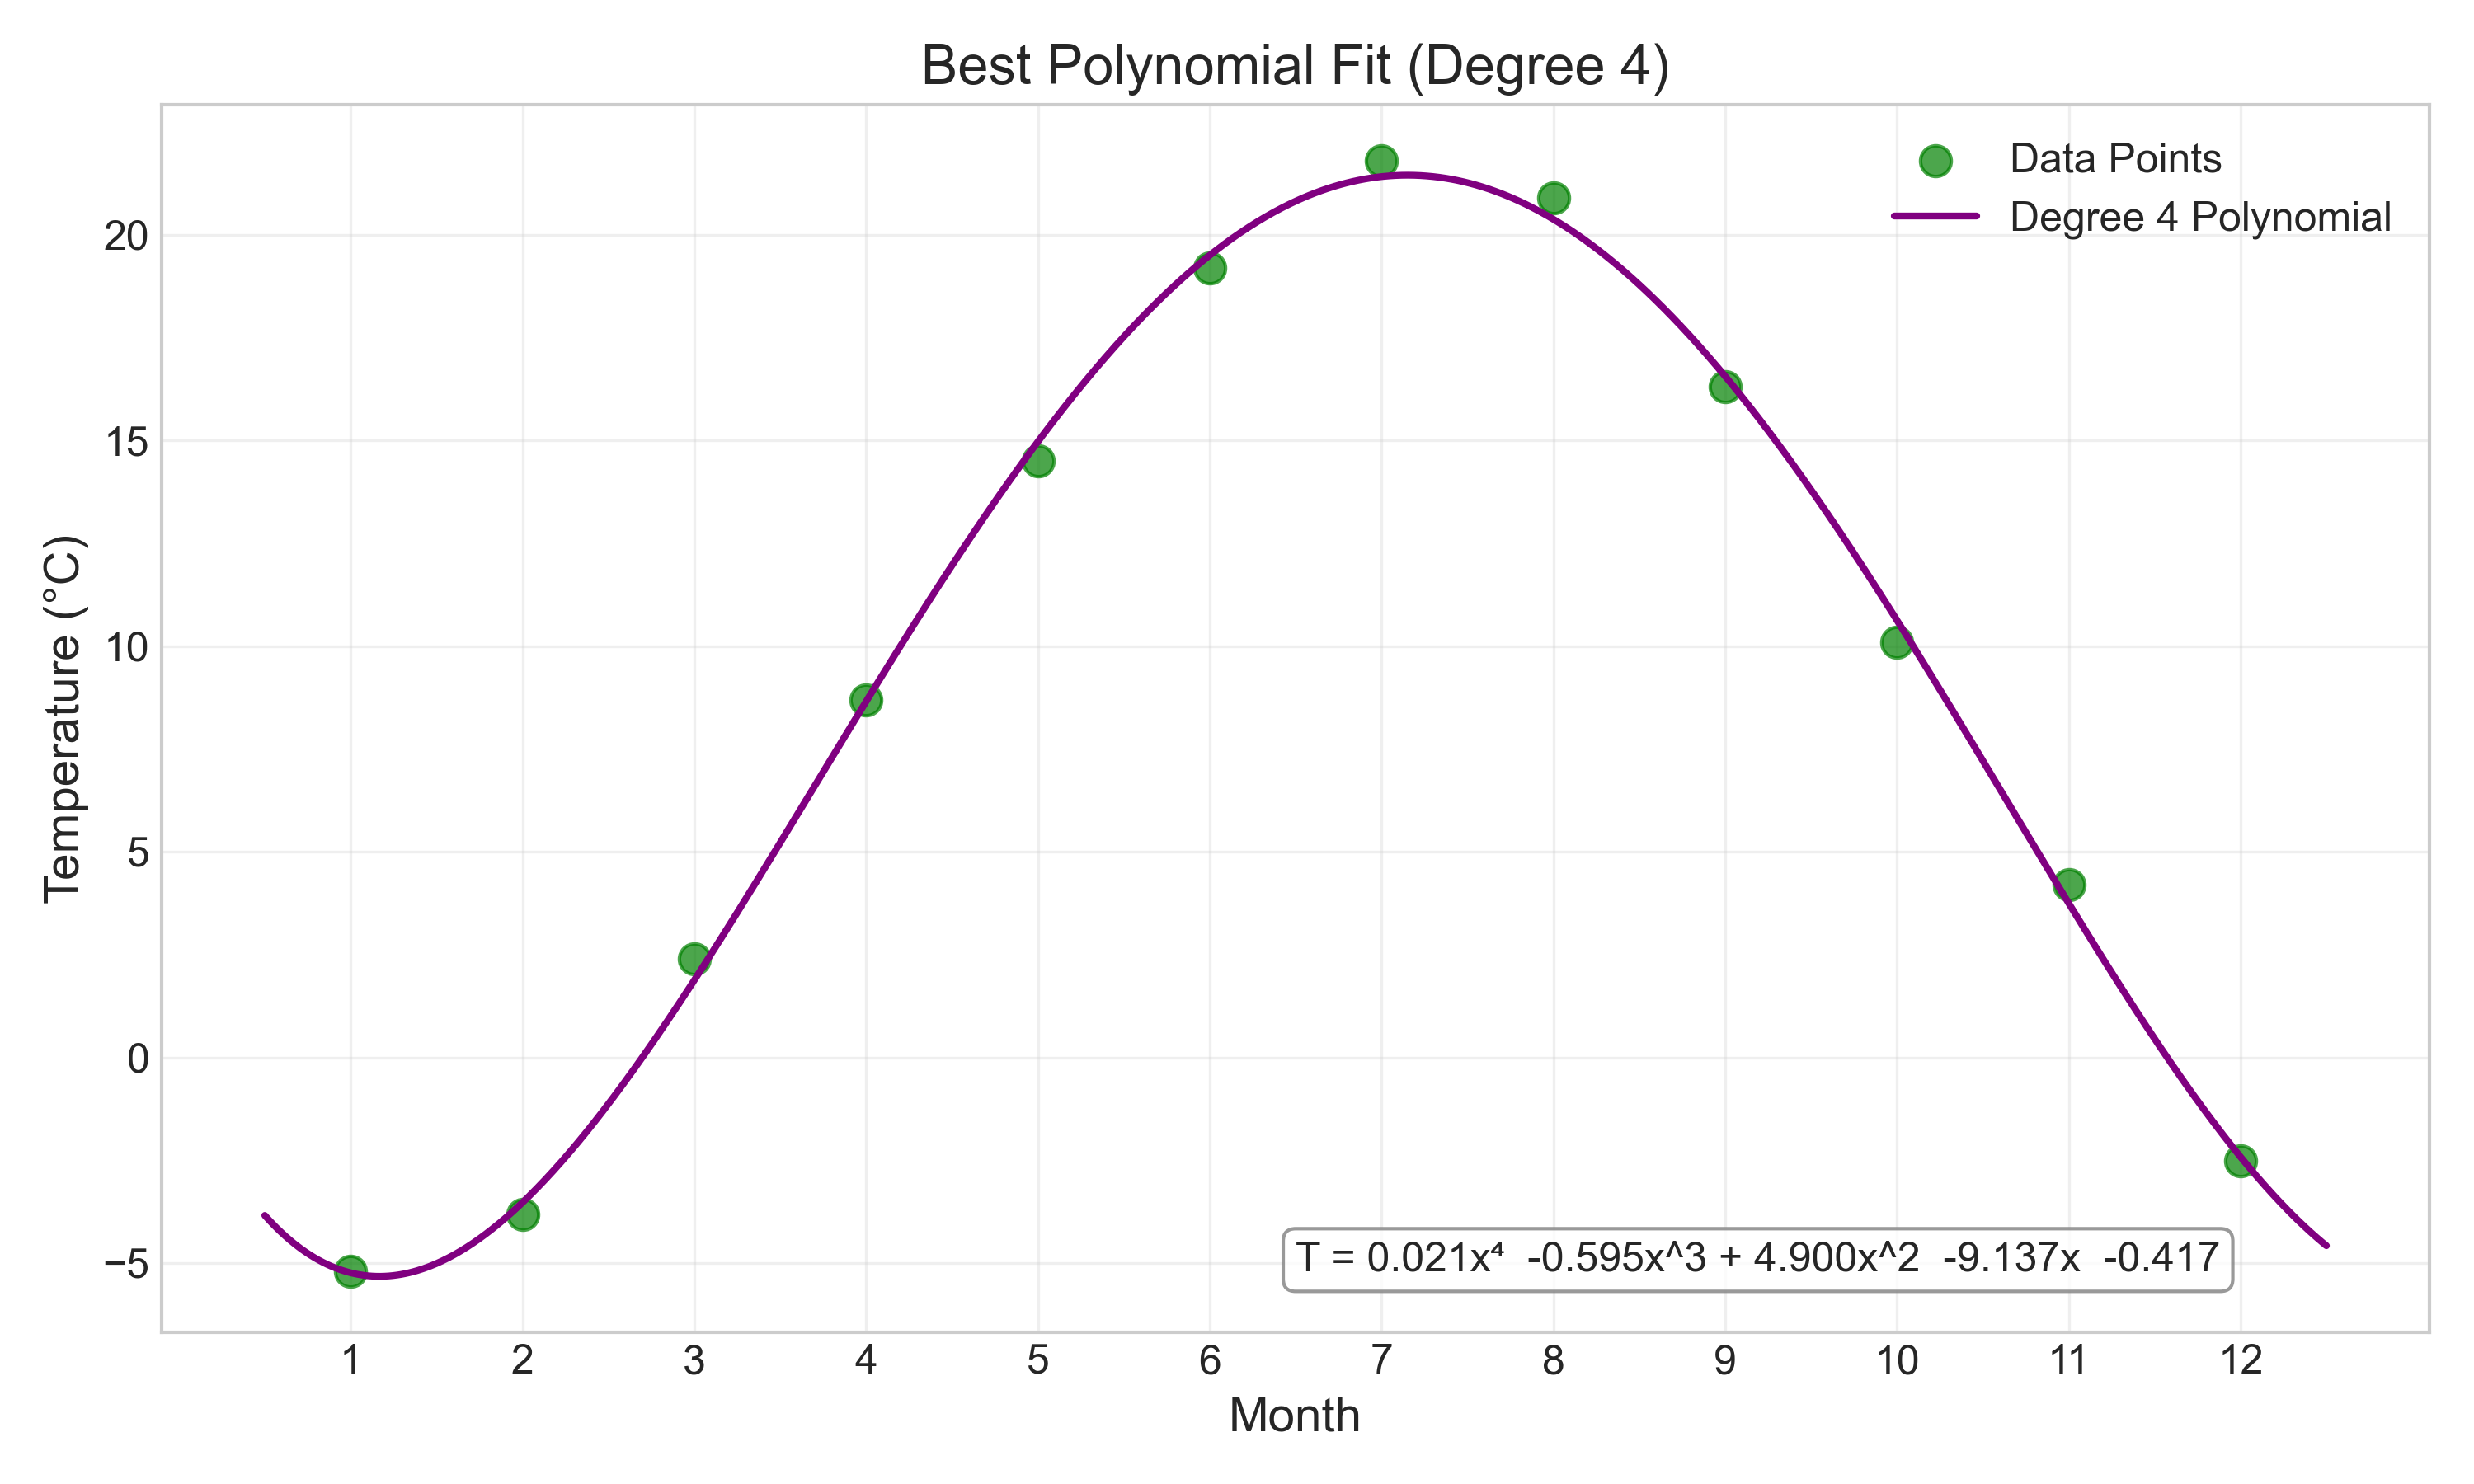 Best Polynomial Fit (Degree 4)
Data Points
Degree 4 Polynomial
Temperature (°C)
20
15
10
5
0
−5
T = 0.021x⁴  -0.595x^3 + 4.900x^2  -9.137x  -0.417
1 2 3 4 5 6 7 8 9 10 11 12
Month